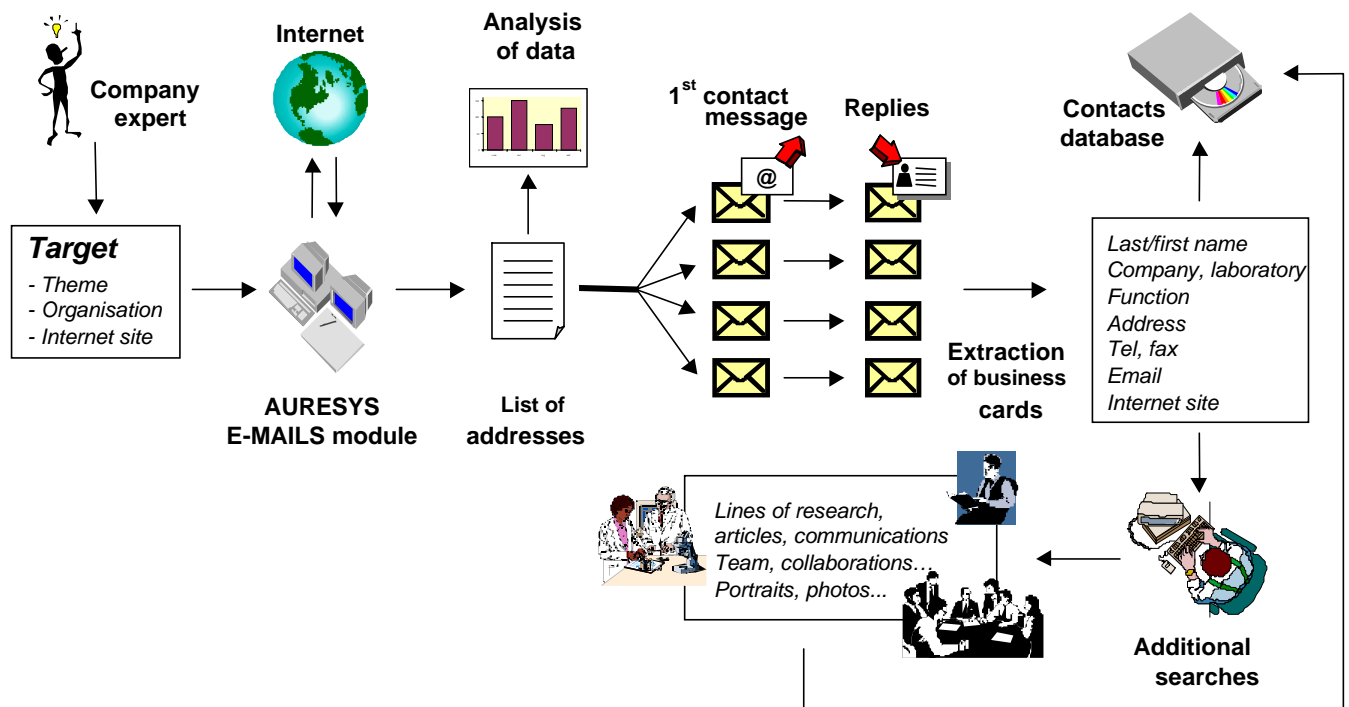 Company
expert
Internet
Analysis
of data
1st contact
message
Replies
@
Contacts
database
Target
- Theme
- Organisation
- Internet site
AURESYS
E-MAILS module
List of
addresses
Extraction
of business
cards
Last/first name
Company, laboratory
Function
Address
Tel, fax
Email
Internet site
Lines of research,
articles, communications
Team, collaborations…
Portraits, photos...
Additional
searches